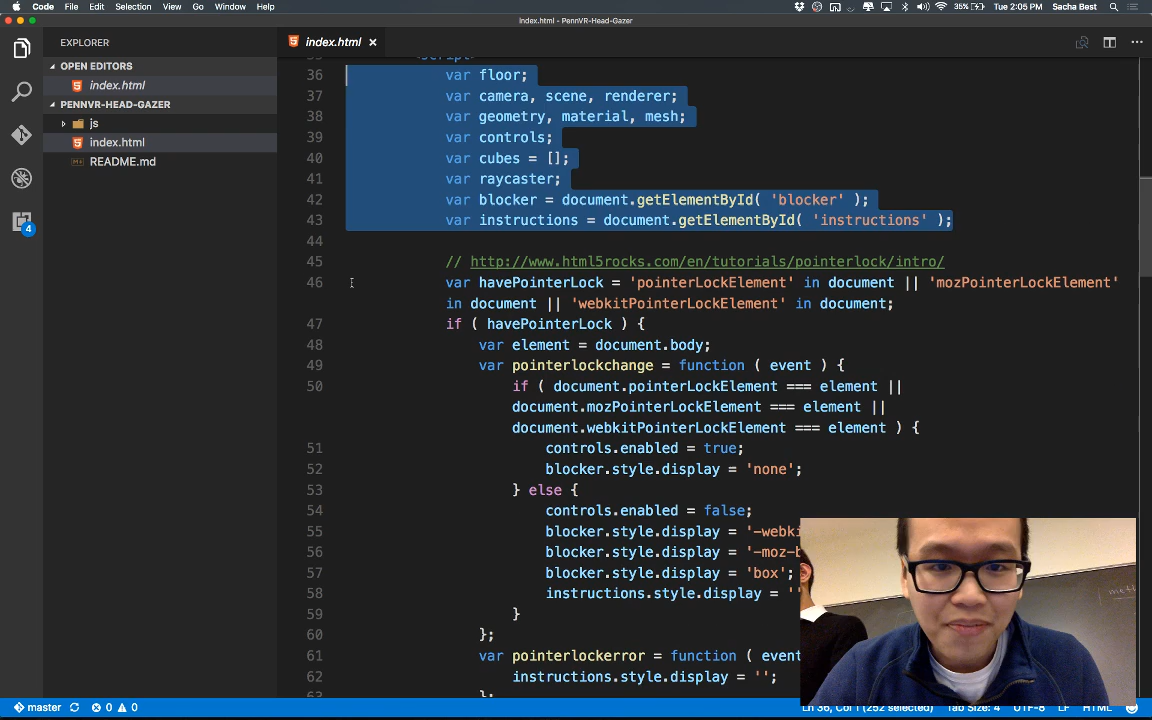 Code File Edit Selection View Go Window Help
35% Tue 2:05 PM Sacha Best
index.html — PennVR-Head-Gazer
EXPLORER
index.html
OPEN EDITORS
index.html
PENNVR-HEAD-GAZER
js
index.html
README.md
4
36 var floor;
37 var camera, scene, renderer;
38 var geometry, material, mesh;
39 var controls;
40 var cubes = [];
41 var raycaster;
42 var blocker = document.getElementById( 'blocker' );
43 var instructions = document.getElementById( 'instructions' );
44
45 // http://www.html5rocks.com/en/tutorials/pointerlock/intro/
46 var havePointerLock = 'pointerLockElement' in document || 'mozPointerLockElement'
in document || 'webkitPointerLockElement' in document;
47 if ( havePointerLock ) {
48 var element = document.body;
49 var pointerlockchange = function ( event ) {
50 if ( document.pointerLockElement === element ||
document.mozPointerLockElement === element ||
document.webkitPointerLockElement === element ) {
51 controls.enabled = true;
52 blocker.style.display = 'none';
53 } else {
54 controls.enabled = false;
55 blocker.style.display = '-webki
56 blocker.style.display = '-moz-b
57 blocker.style.display = 'box';
58 instructions.style.display = ''
59 }
60 };
61 var pointerlockerror = function ( event
62 instructions.style.display = '';
master 0 0 Ln 36, Col 1 (252 selected) Tab Size: 4 UTF-8 LF HTML